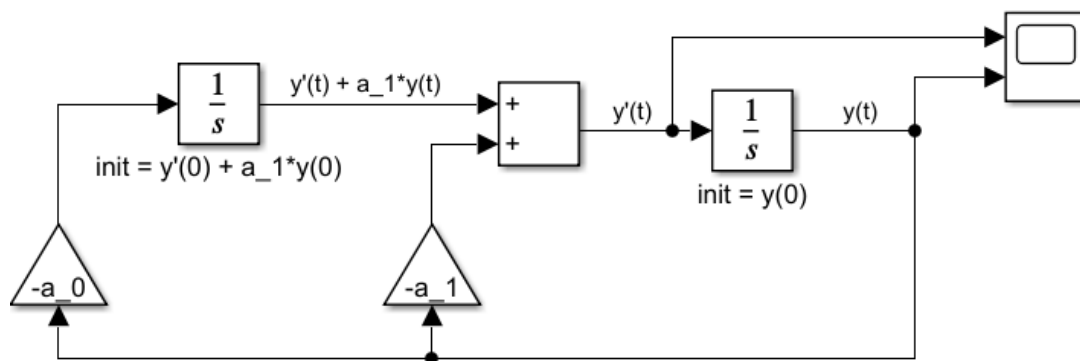 1
s
y'(t) + a_1*y(t)
init = y'(0) + a_1*y(0)
+
+
y'(t)
1
s
y(t)
init = y(0)
-a_0
-a_1